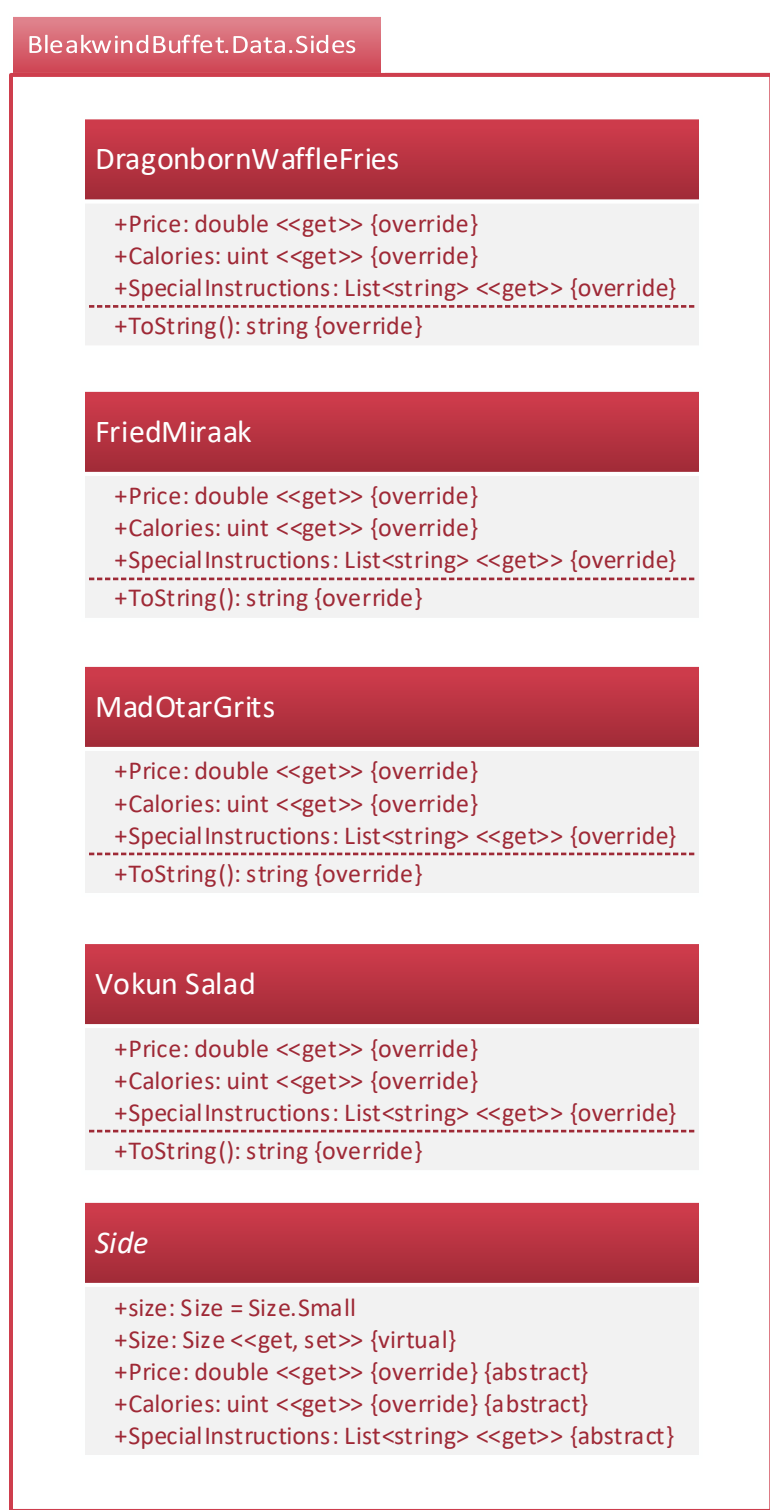 BleakwindBuffet.Data.Sides
DragonbornWaffleFries
+Price: double <<get>> {override}
+Calories: uint <<get>> {override}
+SpecialInstructions: List<string> <<get>> {override}
+ToString(): string {override}
FriedMiraak
+Price: double <<get>> {override}
+Calories: uint <<get>> {override}
+SpecialInstructions: List<string> <<get>> {override}
+ToString(): string {override}
MadOtarGrits
+Price: double <<get>> {override}
+Calories: uint <<get>> {override}
+SpecialInstructions: List<string> <<get>> {override}
+ToString(): string {override}
Vokun Salad
+Price: double <<get>> {override}
+Calories: uint <<get>> {override}
+SpecialInstructions: List<string> <<get>> {override}
+ToString(): string {override}
Side
+size: Size = Size.Small
+Size: Size <<get, set>> {virtual}
+Price: double <<get>> {override} {abstract}
+Calories: uint <<get>> {override} {abstract}
+SpecialInstructions: List<string> <<get>> {abstract}